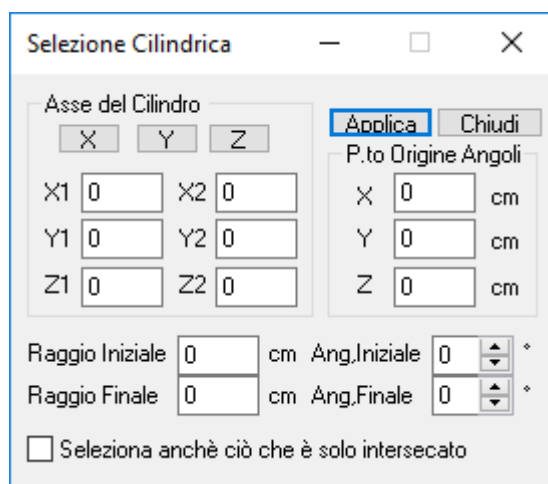 Selezione Cilindrica
Asse del Cilindro
X Y Z
Applica Chiudi
P.to Origine Angoli
X1 0 X2 0 X 0 cm
Y1 0 Y2 0 Y 0 cm
Z1 0 Z2 0 Z 0 cm
Raggio Iniziale 0 cm Ang,Iniziale 0 °
Raggio Finale 0 cm Ang,Finale 0 °
Seleziona anchè ciò che è solo intersecato